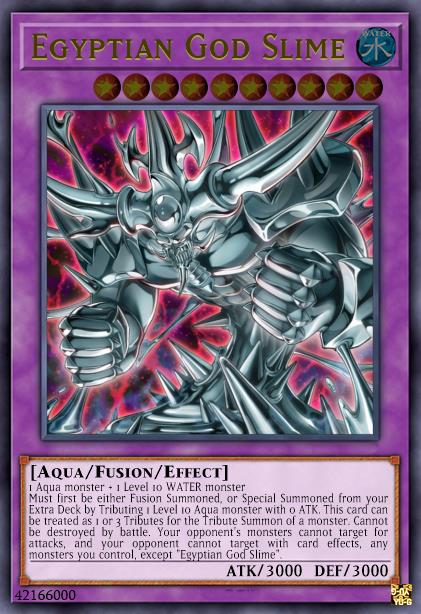 Egyptian God Slime
WATER
水
[Aqua/Fusion/Effect]
1 Aqua monster + 1 Level 10 WATER monster
Must first be either Fusion Summoned, or Special Summoned from your
Extra Deck by Tributing 1 Level 10 Aqua monster with 0 ATK. This card can
be treated as 1 or 3 Tributes for the Tribute Summon of a monster. Cannot
be destroyed by battle. Your opponent's monsters cannot target for
attacks, and your opponent cannot target with card effects, any
monsters you control, except "Egyptian God Slime".
ATK/3000 DEF/3000
42166000